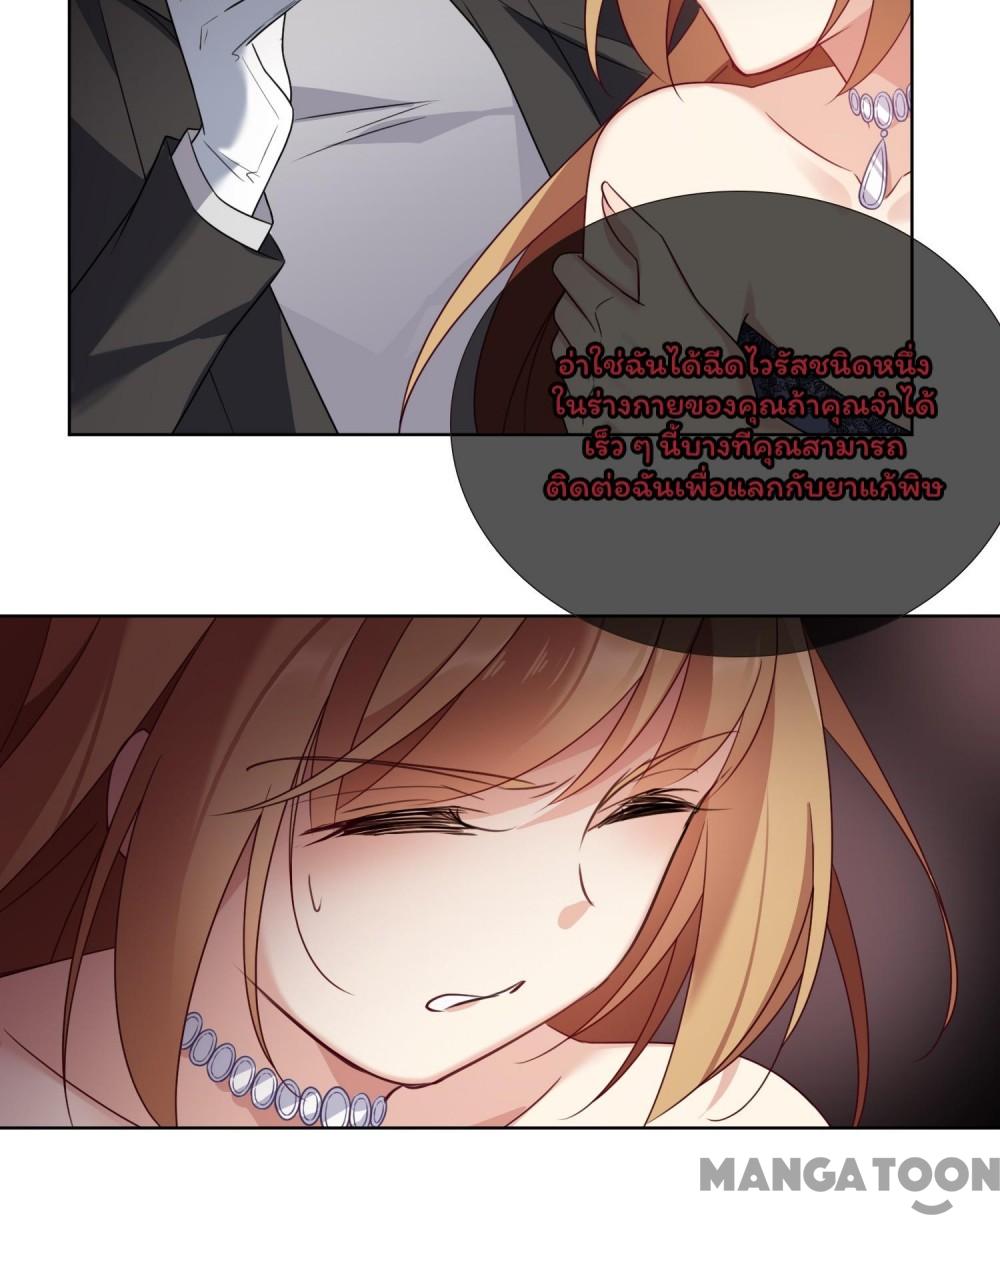 อ่าใช่ฉันได้ฉีดไวรัสชนิดหนึ่ง
ในร่างกายของคุณถ้าคุณจำได้
เร็ว ๆ นี้บางทีคุณสามารถ
ติดต่อฉันเพื่อแลกกับยาแก้พิษ
MANGATOON